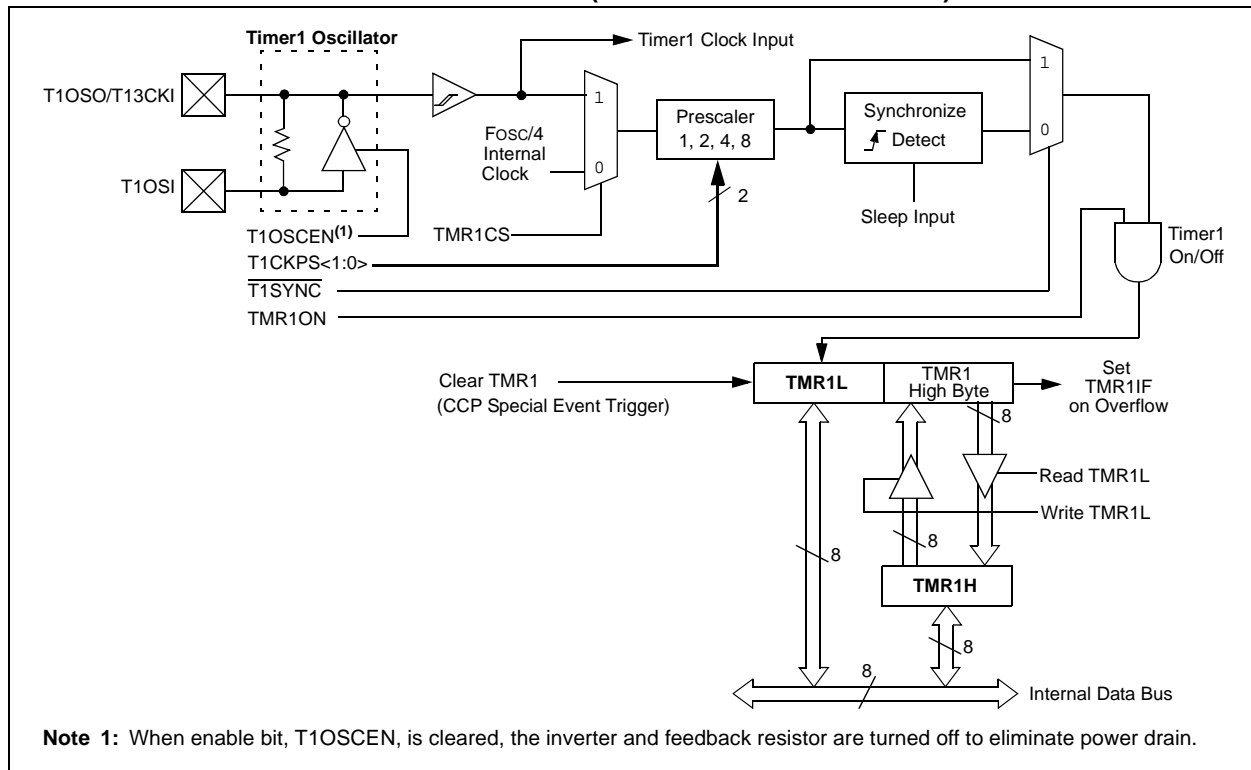 Timer1 Oscillator
Timer1 Clock Input
T1OSO/T13CKI
T1OSI
FOSC/4
Internal
Clock
1
0
Prescaler
1, 2, 4, 8
2
Synchronize
Detect
Sleep Input
1
0
T1OSCEN(1)
TMR1CS
T1CKPS<1:0>
T1SYNC
TMR1ON
Timer1
On/Off
Clear TMR1
(CCP Special Event Trigger)
TMR1L
TMR1
High Byte
Set
TMR1IF
on Overflow
8
Read TMR1L
Write TMR1L
8
8
TMR1H
8
8
Internal Data Bus
Note 1: When enable bit, T1OSCEN, is cleared, the inverter and feedback resistor are turned off to eliminate power drain.